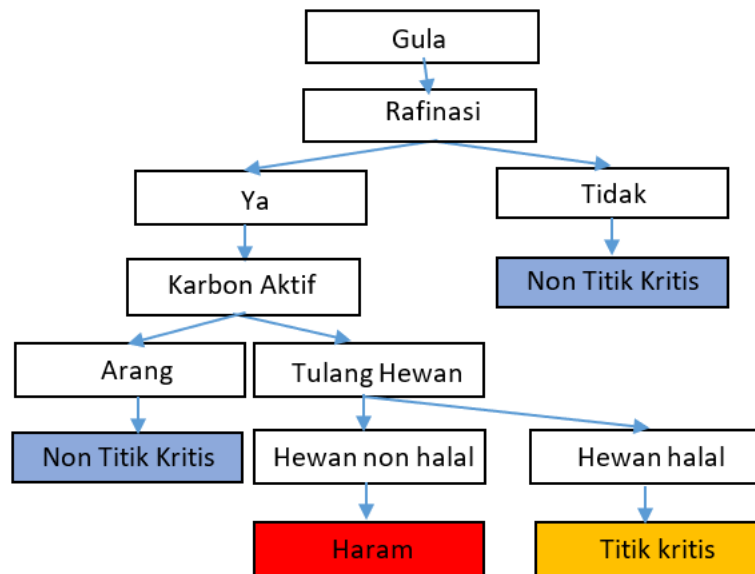 Gula
Rafinasi
Ya
Tidak
Karbon Aktif
Non Titik Kritis
Arang
Tulang Hewan
Non Titik Kritis
Hewan non halal
Hewan halal
Haram
Titik kritis